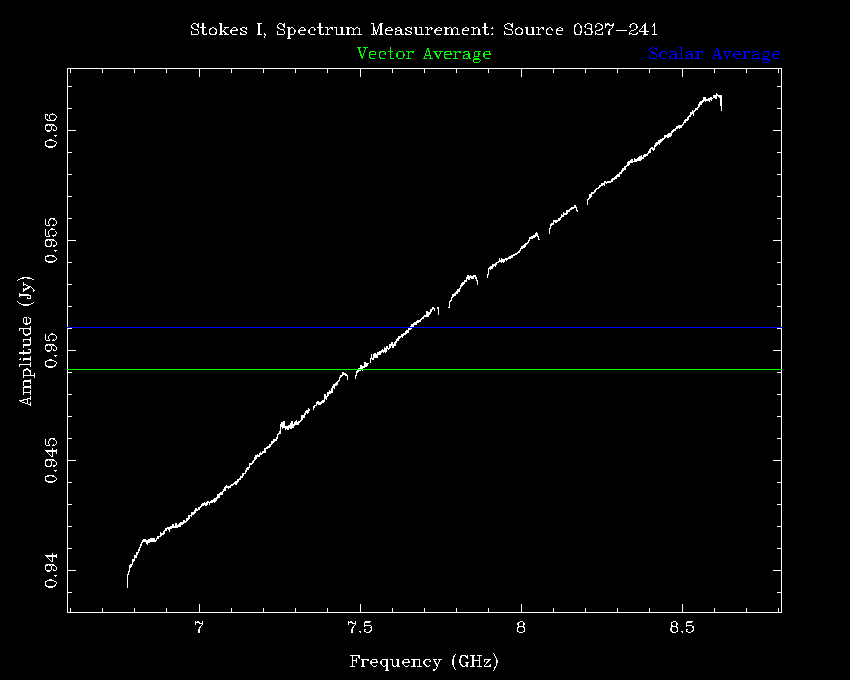 Stokes I, Spectrum Measurement: Source 0327-241
Vector Average
Scalar Average
0.96
0.955
0.95
0.945
0.94
Amplitude (Jy)
7
7.5
8
8.5
Frequency (GHz)